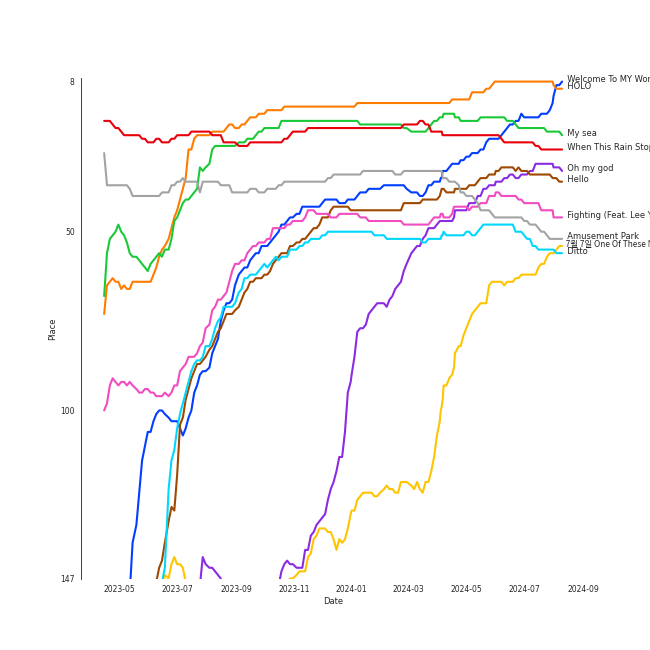 8
50
100
147
Place
2023-05
2023-07
2023-09
2023-11
2024-01
2024-03
2024-05
2024-07
2024-09
Date
Welcome To MY Wor
HOLO
My sea
When This Rain Stop
Oh my god
Hello
Fighting (Feat. Lee Y
Amusement Park
7월 7일 One Of These N
Ditto